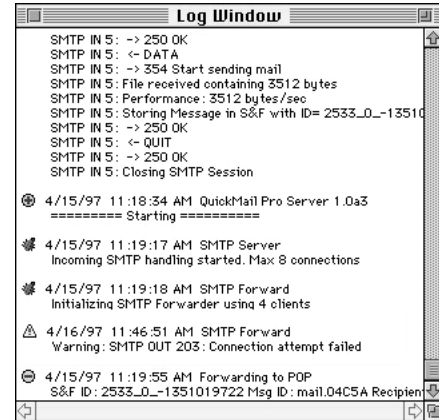 Log Window
SMTP IN 5: -> 250 OK
SMTP IN 5: <- DATA
SMTP IN 5: -> 354 Start sending mail
SMTP IN 5: File received containing 3512 bytes
SMTP IN 5: Performance: 3512 bytes/sec
SMTP IN 5: Storing Message in S&F with ID= 2533_0_-13510
SMTP IN 5: -> 250 OK
SMTP IN 5: <- QUIT
SMTP IN 5: -> 250 OK
SMTP IN 5: Closing SMTP Session
4/15/97 11:18:34 AM QuickMail Pro Server 1.0a3
========= Starting ==========
4/15/97 11:19:17 AM SMTP Server
Incoming SMTP handling started. Max 8 connections
4/15/97 11:19:18 AM SMTP Forward
Initializing SMTP Forwarder using 4 clients
4/16/97 11:46:51 AM SMTP Forward
Warning: SMTP OUT 203: Connection attempt failed
4/15/97 11:19:55 AM Forwarding to POP
S&F ID: 2533_0_-1351019722 Msg ID: mail.04C5A Recipien